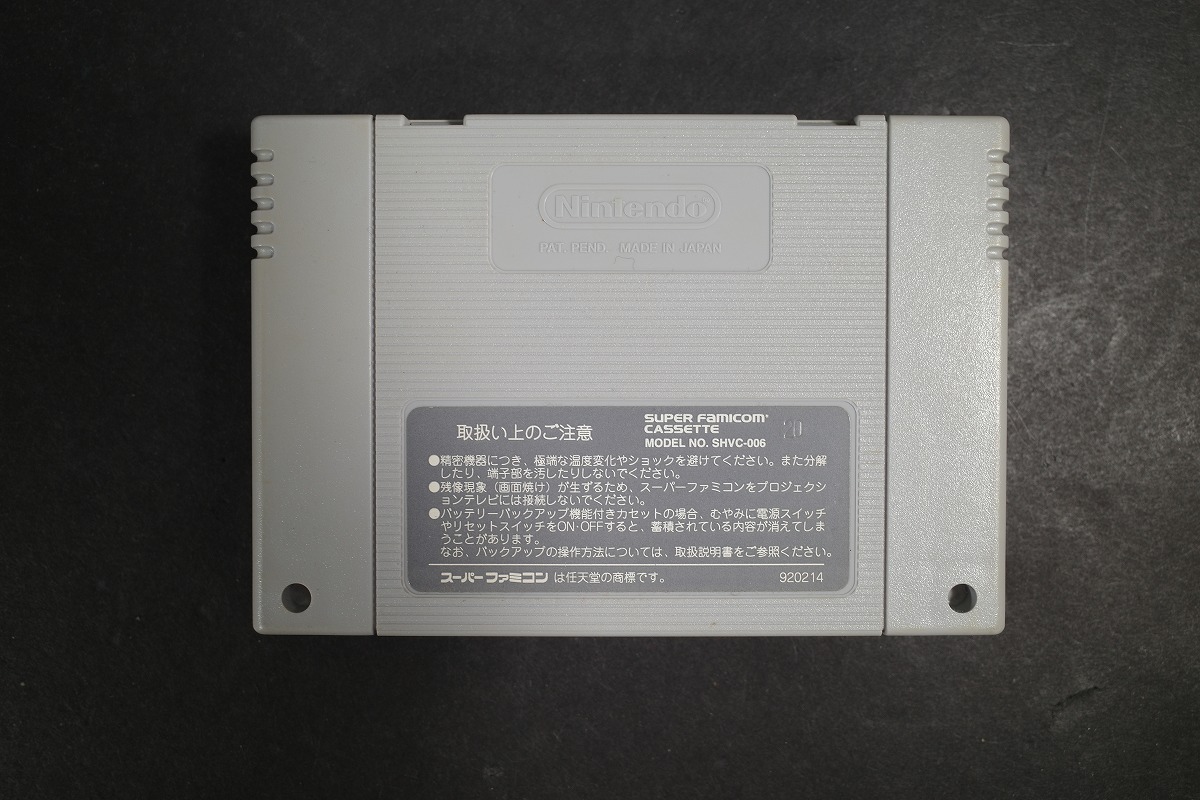 Nintendo®
PAT. PEND. MADE IN JAPAN
取扱い上のご注意
SUPER FAMICOM®
CASSETTE
MODEL NO. SHVC-006
20
●精密機器につき、極端な温度変化やショックを避けてください。また分解
したり、端子部を汚したりしないでください。
●残像現象（画面焼け）が生ずるため、スーパーファミコンをプロジェクシ
ョンテレビには接続しないでください。
●バッテリーバックアップ機能付きカセットの場合、むやみに電源スイッチ
やリセットスイッチをON・OFFすると、蓄積されている内容が消えてしま
うことがあります。
なお、バックアップの操作方法については、取扱説明書をご参照ください。
スーパーファミコン は任天堂の商標です。
920214